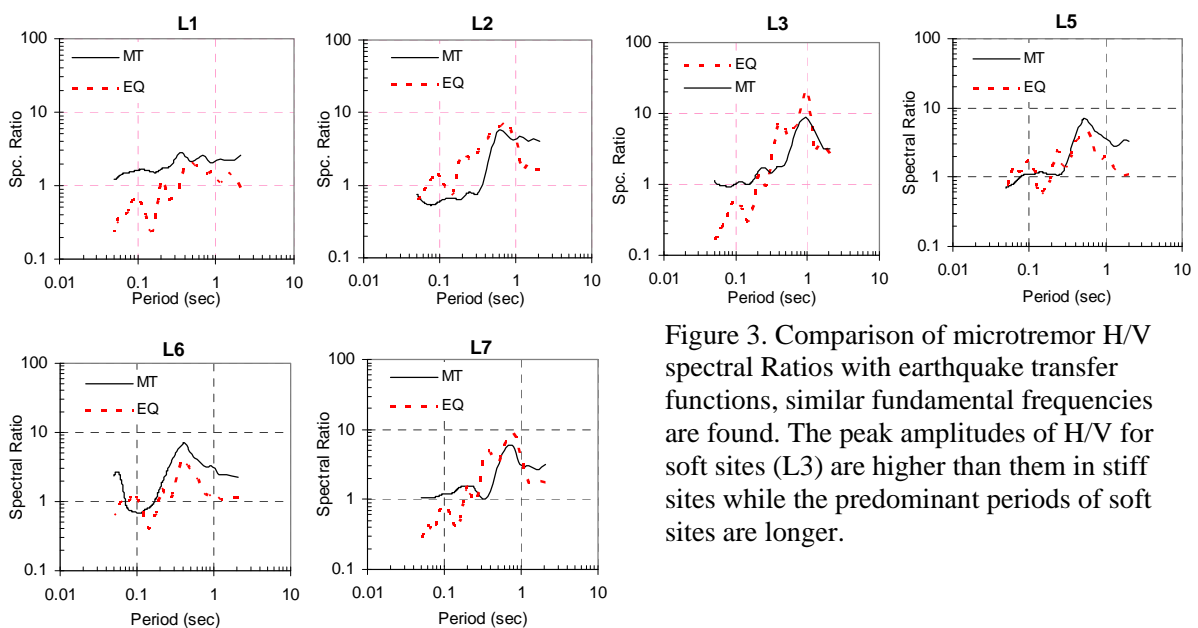 L1
100
10
1
0.1
Spc. Ratio
MT
EQ
0.01 0.1 1 10
Period (sec)
L2
100
10
1
0.1
Spc. Ratio
MT
EQ
0.01 0.1 1 10
Period (sec)
L3
100
10
1
0.1
Spc. Ratio
EQ
MT
0.01 0.1 1 10
Period (sec)
L5
100
10
1
0.1
Spectral Ratio
MT
EQ
0.01 0.1 1 10
Period (sec)
L6
100
10
1
0.1
Spectral Ratio
MT
EQ
0.01 0.1 1 10
Period (sec)
L7
100
10
1
0.1
Spectral Ratio
MT
EQ
0.01 0.1 1 10
Period (sec)
Figure 3. Comparison of microtremor H/V
spectral Ratios with earthquake transfer
functions, similar fundamental frequencies
are found. The peak amplitudes of H/V for
soft sites (L3) are higher than them in stiff
sites while the predominant periods of soft
sites are longer.